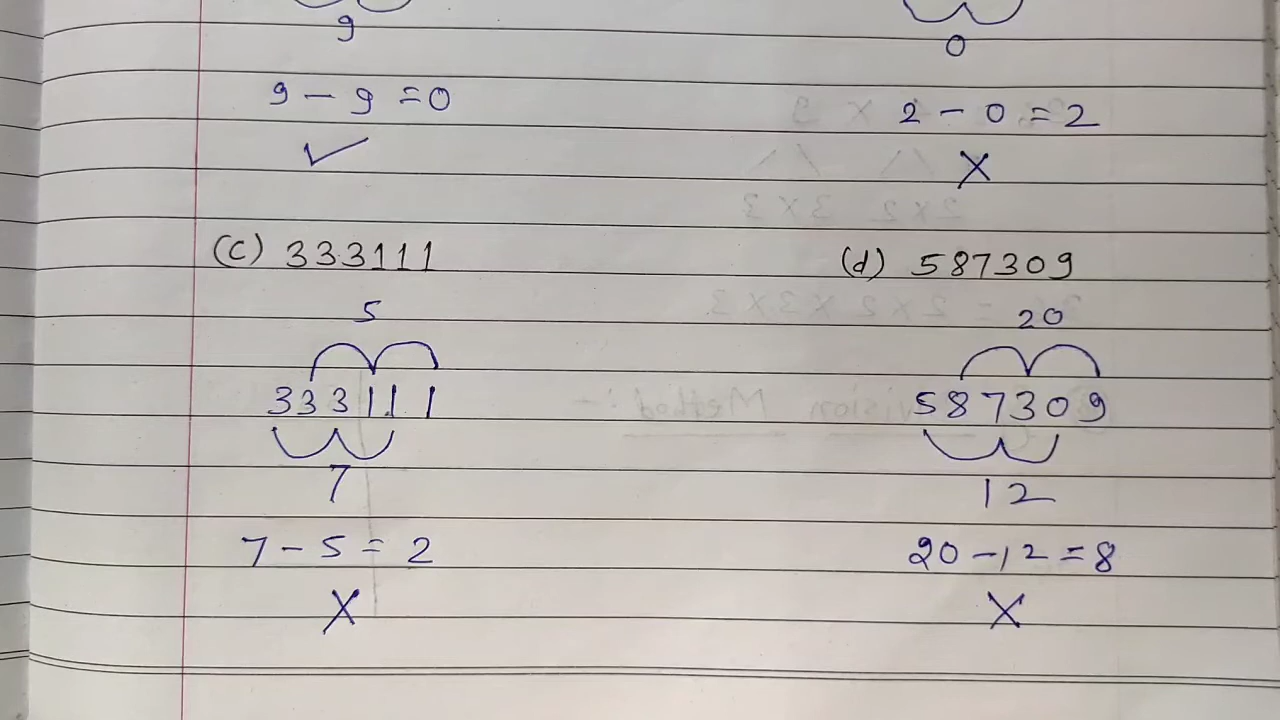 9
0
9 - 9 = 0
2 - 0 = 2
✓
X
(C) 333111
(d) 587309
5
20
333111
587309
7
12
7 - 5 = 2
20 - 12 = 8
X
X